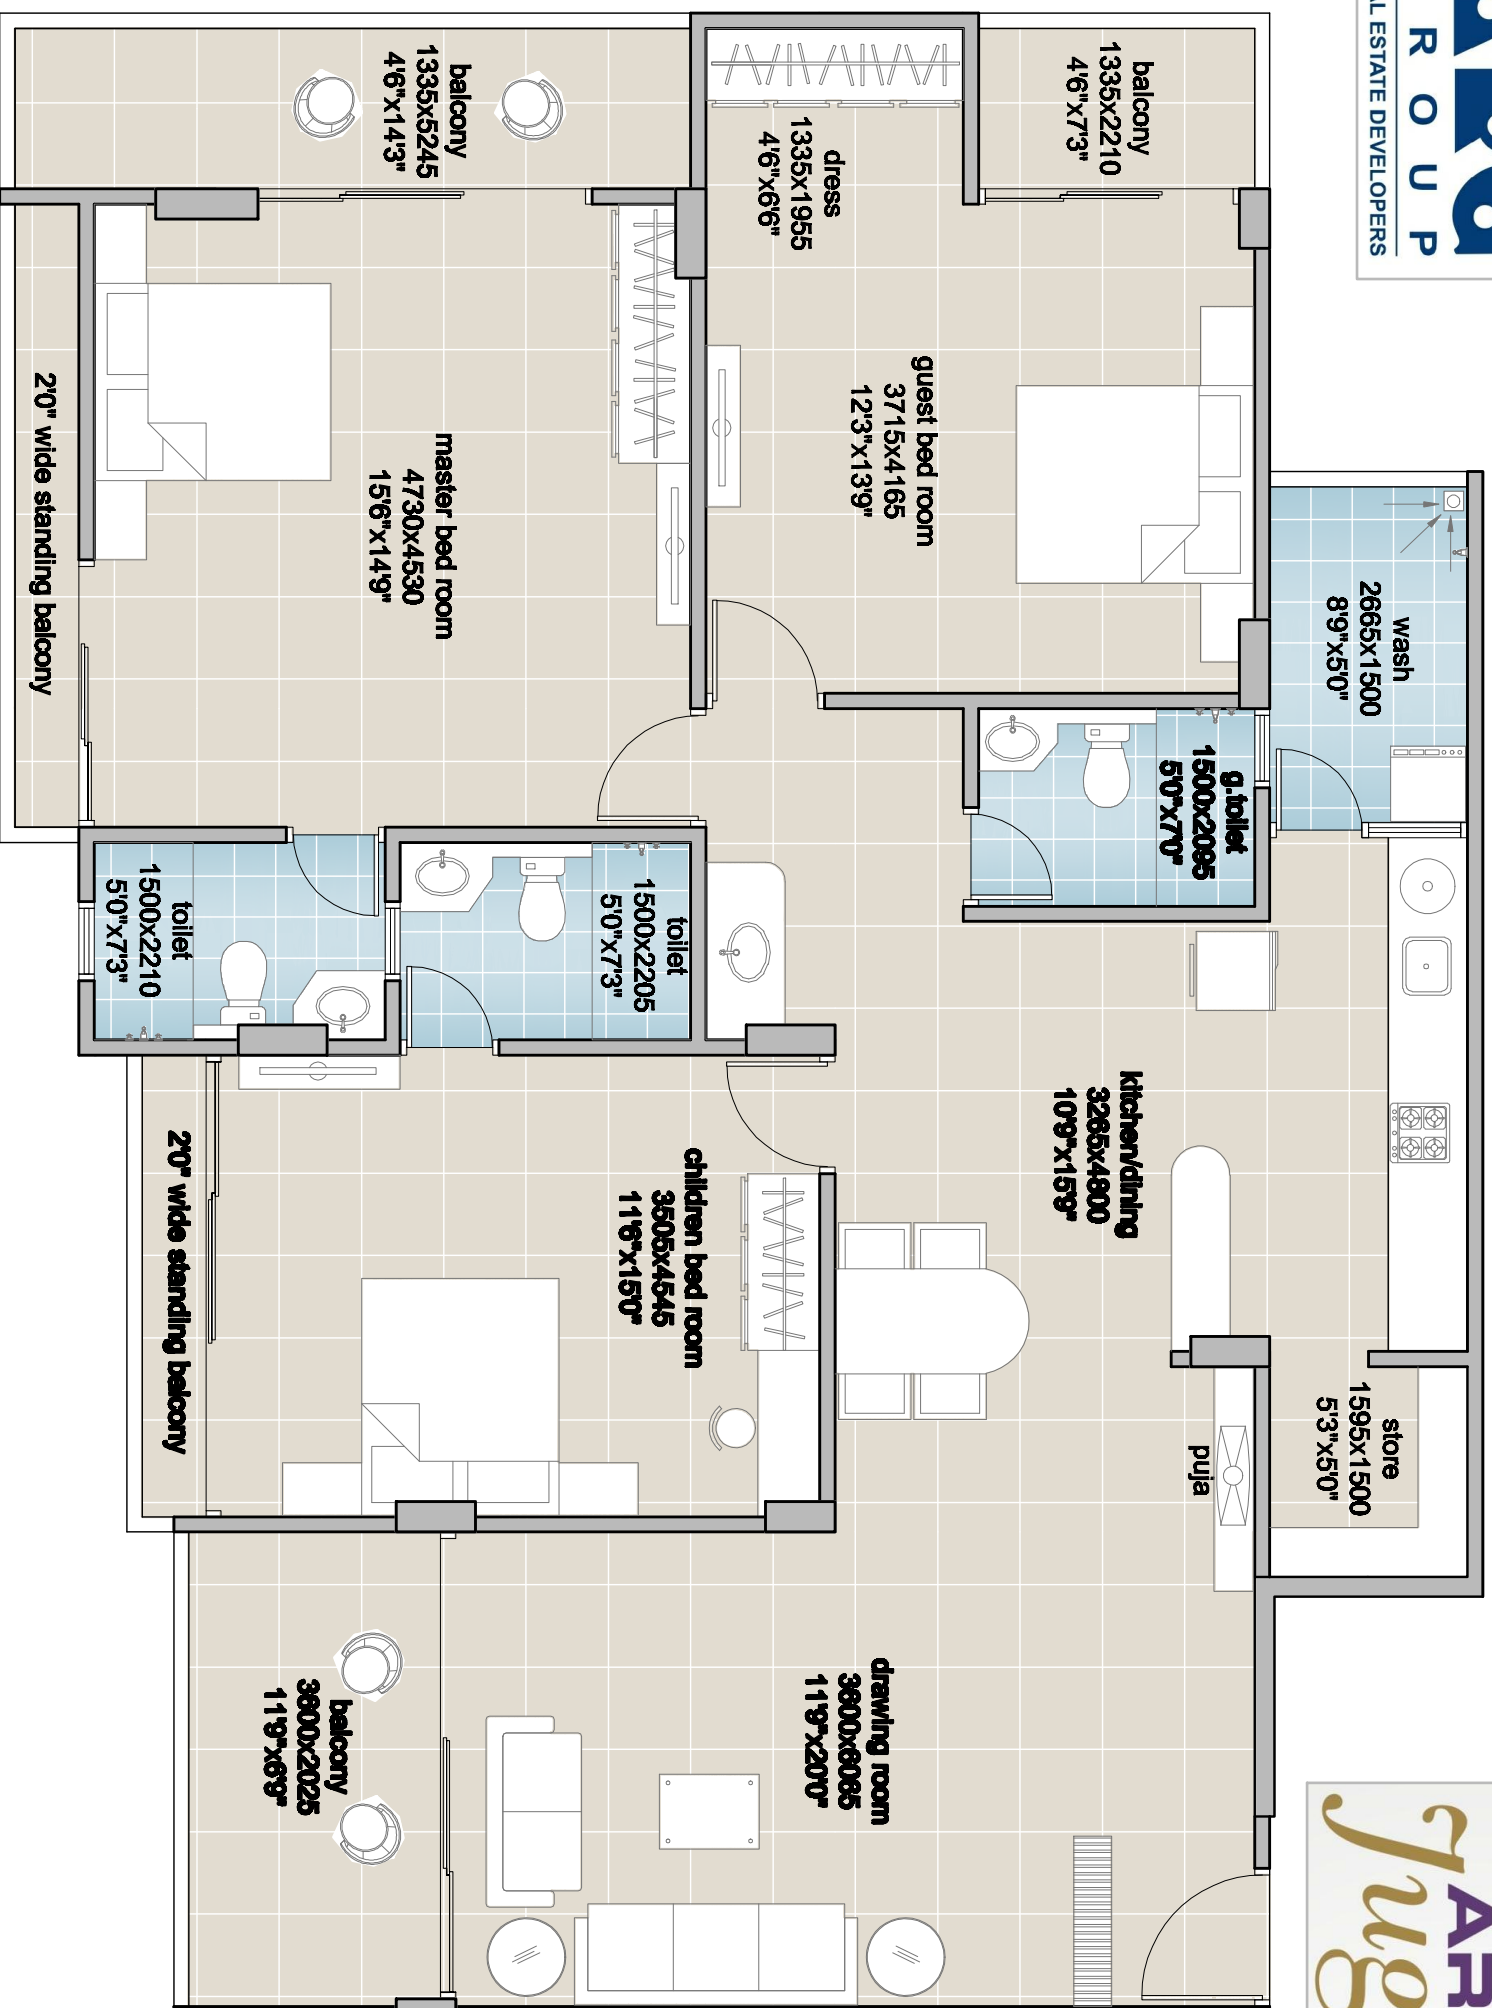 ROUP
AL ESTATE DEVELOPERS
balcony
1335x2210
4'6"x7'3"
balcony
1335x5245
4'6"x14'3"
dress
1335x1955
4'6"x6'6"
guest bed room
3715x4165
12'3"x13'9"
master bed room
4730x4530
15'6"x14'9"
2'0" wide standing balcony
wash
2665x1500
8'9"x5'0"
g.toilet
1500x2095
5'0"x7'0"
toilet
1500x2205
5'0"x7'3"
toilet
1500x2210
5'0"x7'3"
kitchen/dining
3265x4800
10'9"x15'9"
children bed room
3505x4545
11'6"x15'0"
2'0" wide standing balcony
store
1595x1500
5'3"x5'0"
puja
drawing room
3600x6065
11'9"x20'0"
balcony
3600x2025
11'9"x6'9"
AR
Jug